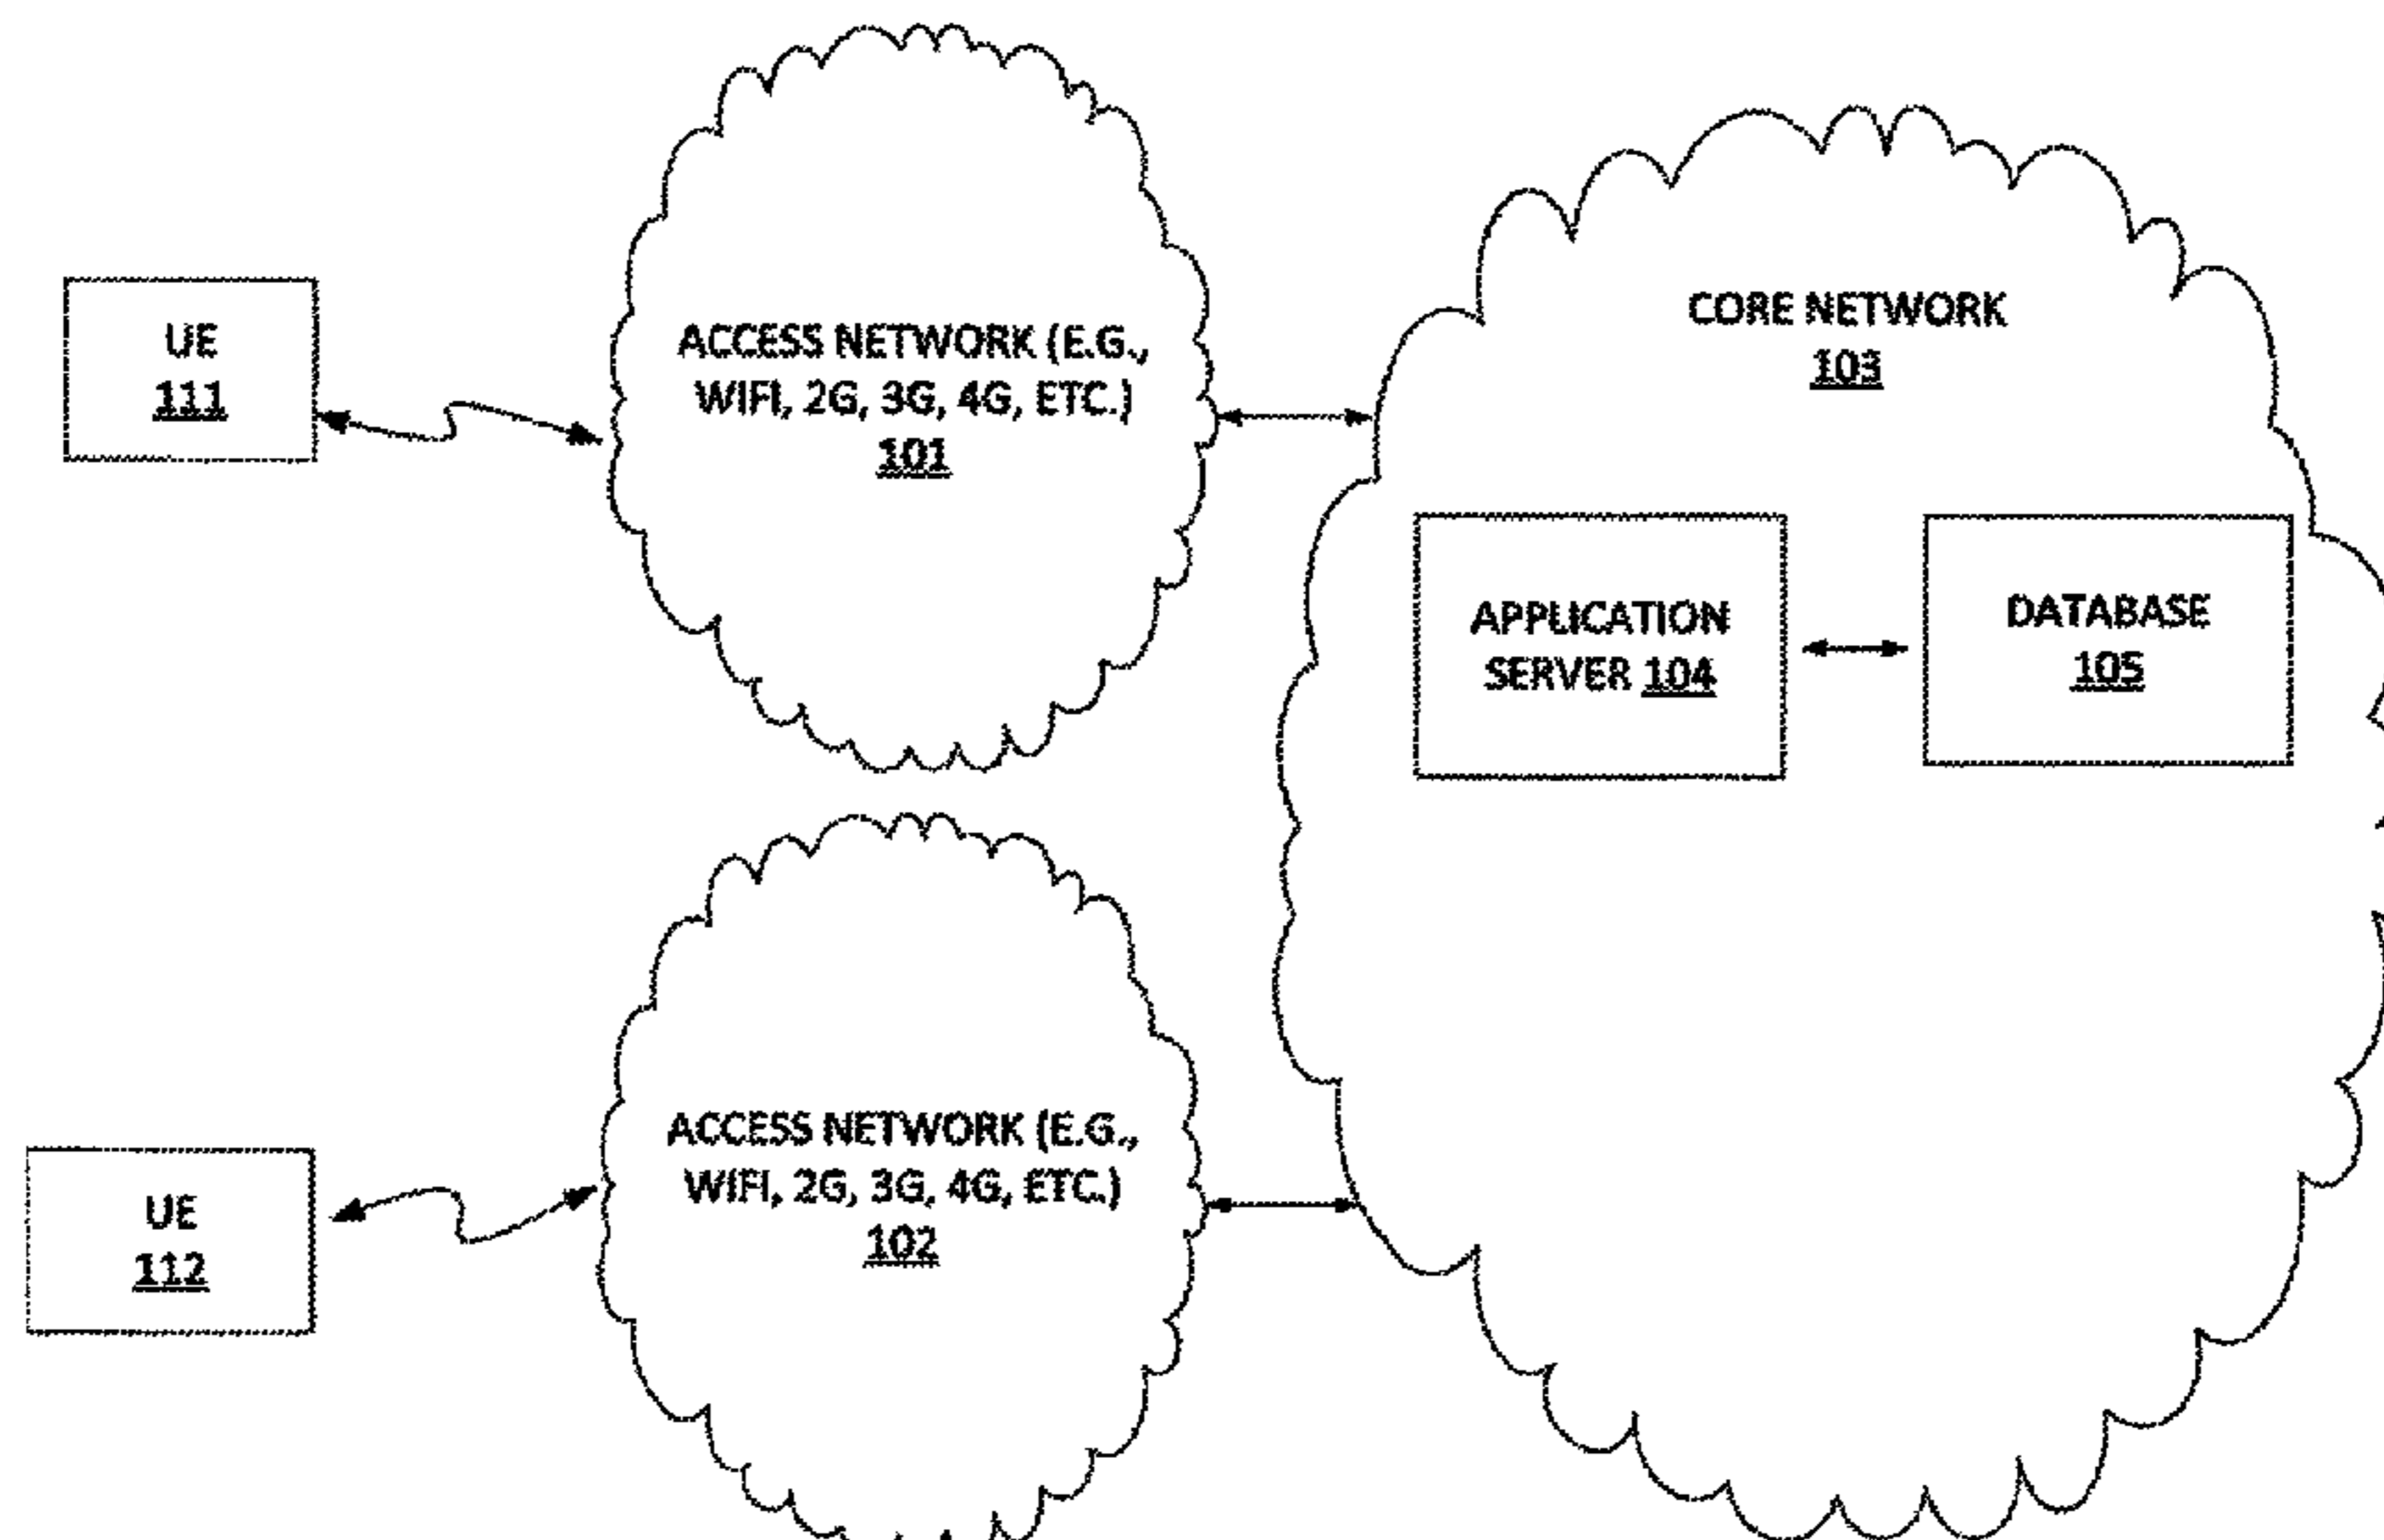 UE
111
ACCESS NETWORK (E.G.,
WIFI, 2G, 3G, 4G, ETC.)
101
CORE NETWORK
103
APPLICATION
SERVER 104
DATABASE
105
UE
112
ACCESS NETWORK (E.G.,
WIFI, 2G, 3G, 4G, ETC.)
102